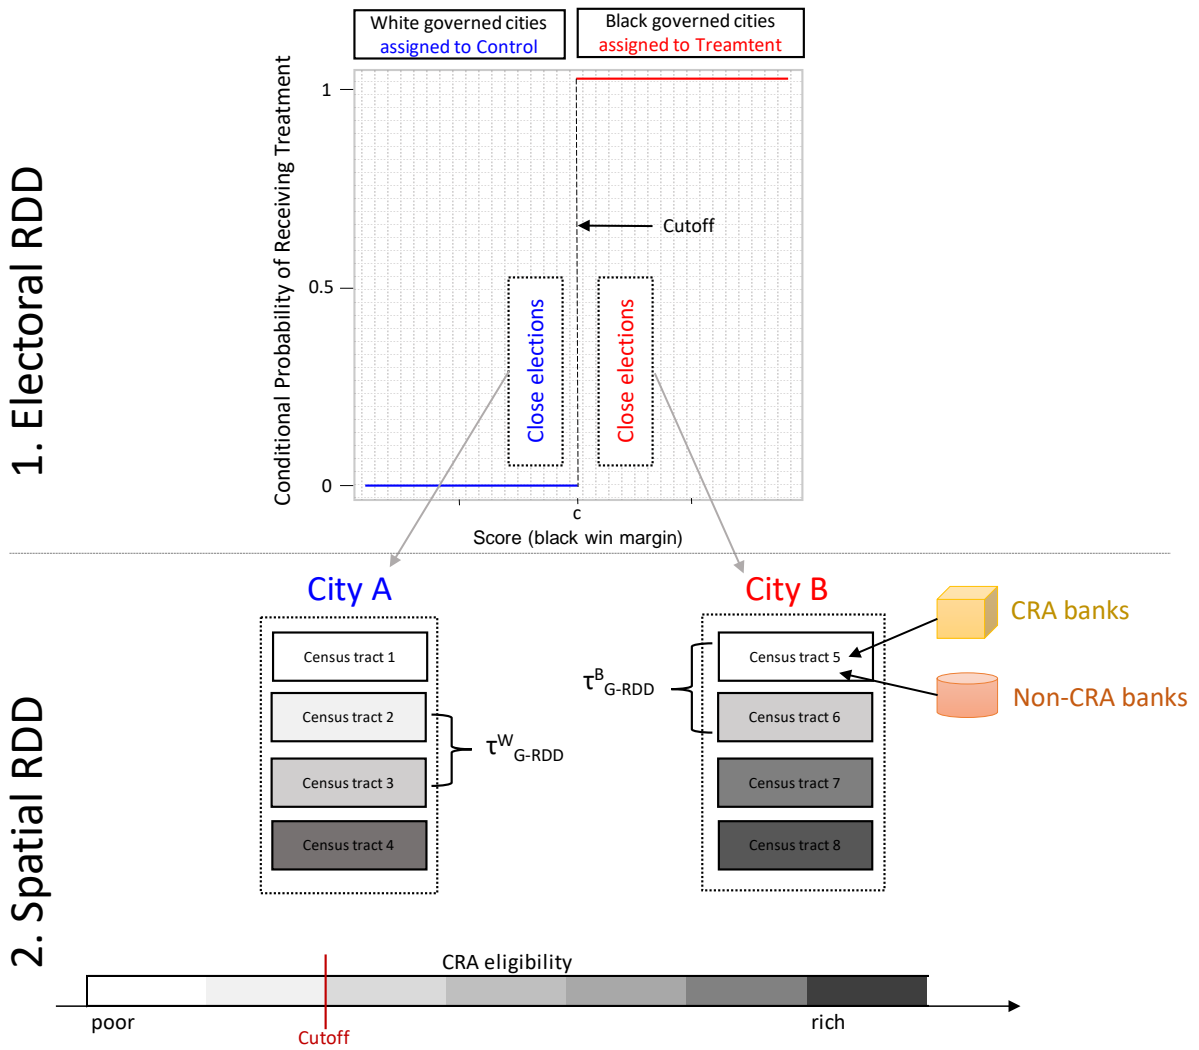 White governed cities
assigned to Control
Black governed cities
assigned to Treamtent
1. Electoral RDD
Conditional Probability of Receiving Treatment
1
0.5
0
Cutoff
Close elections
Close elections
c
Score (black win margin)
2. Spatial RDD
City A
Census tract 1
Census tract 2
Census tract 3
Census tract 4
τW G-RDD
City B
Census tract 5
Census tract 6
Census tract 7
Census tract 8
τB G-RDD
CRA banks
Non-CRA banks
CRA eligibility
poor
rich
Cutoff